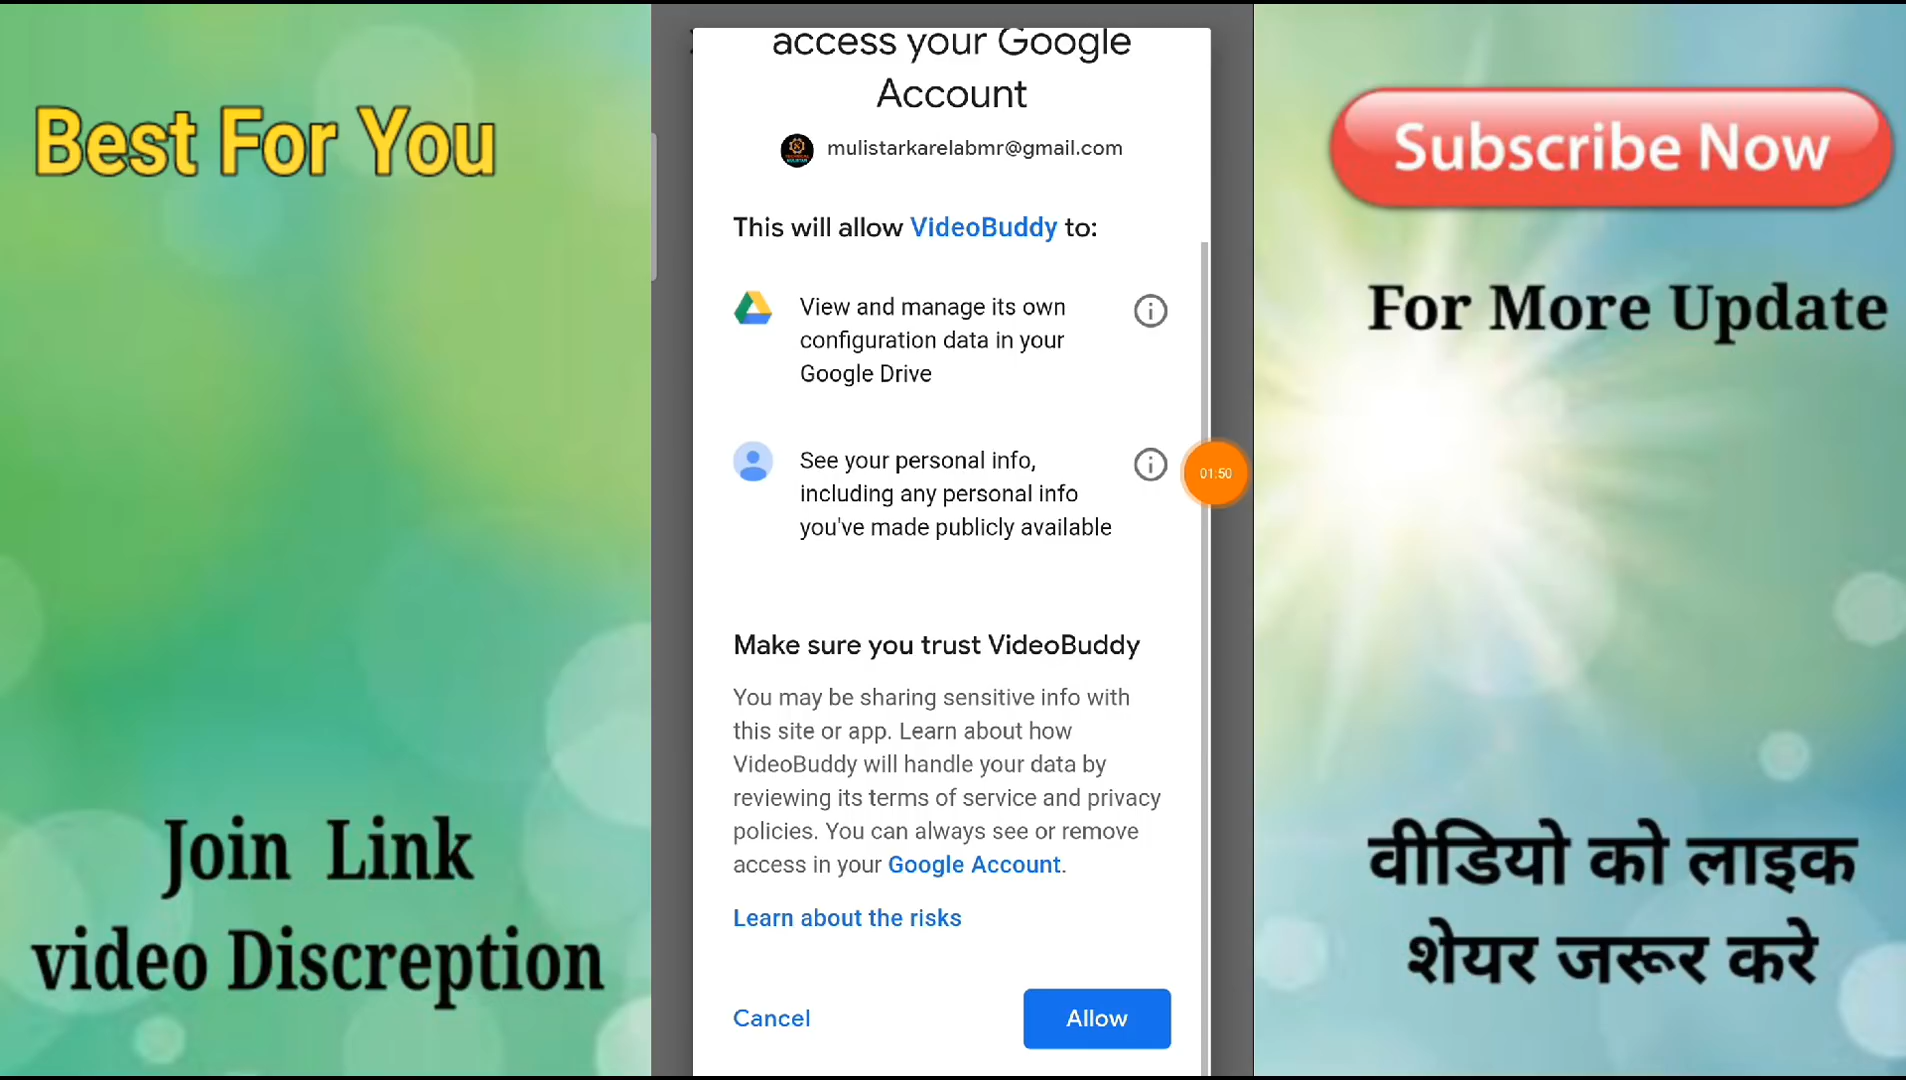 Best For You
Join Link
video Discreption
access your Google
Account
mulistarkarelabmr@gmail.com
This will allow VideoBuddy to:
View and manage its own
configuration data in your
Google Drive
See your personal info,
including any personal info
you've made publicly available
01:50
Make sure you trust VideoBuddy
You may be sharing sensitive info with
this site or app. Learn about how
VideoBuddy will handle your data by
reviewing its terms of service and privacy
policies. You can always see or remove
access in your Google Account.
Learn about the risks
Cancel
Allow
Subscribe Now
For More Update
वीडियो को लाइक
शेयर जरूर करे